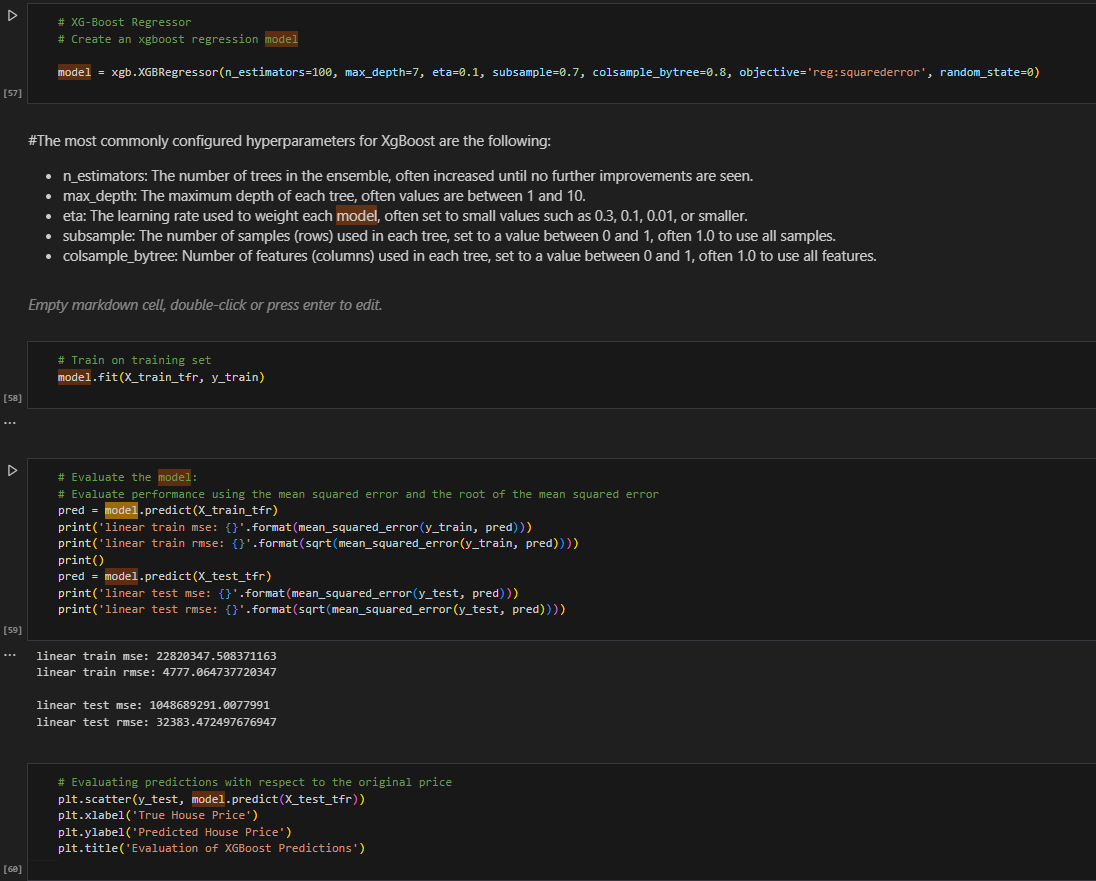 # XG-Boost Regressor
# Create an xgboost regression model
model = xgb.XGBRegressor(n_estimators=100, max_depth=7, eta=0.1, subsample=0.7, colsample_bytree=0.8, objective='reg:squarederror', random_state=0)
[57]
#The most commonly configured hyperparameters for XgBoost are the following:
• n_estimators: The number of trees in the ensemble, often increased until no further improvements are seen.
• max_depth: The maximum depth of each tree, often values are between 1 and 10.
• eta: The learning rate used to weight each model, often set to small values such as 0.3, 0.1, 0.01, or smaller.
• subsample: The number of samples (rows) used in each tree, set to a value between 0 and 1, often 1.0 to use all samples.
• colsample_bytree: Number of features (columns) used in each tree, set to a value between 0 and 1, often 1.0 to use all features.
Empty markdown cell, double-click or press enter to edit.
# Train on training set
model.fit(X_train_tfr, y_train)
[58]
...
# Evaluate the model:
# Evaluate performance using the mean squared error and the root of the mean squared error
pred = model.predict(X_train_tfr)
print('linear train mse: {}'.format(mean_squared_error(y_train, pred)))
print('linear train rmse: {}'.format(sqrt(mean_squared_error(y_train, pred))))
print()
pred = model.predict(X_test_tfr)
print('linear test mse: {}'.format(mean_squared_error(y_test, pred)))
print('linear test rmse: {}'.format(sqrt(mean_squared_error(y_test, pred))))
[59]
...
linear train mse: 22820347.508371163
linear train rmse: 4777.064737720347
linear test mse: 1048689291.0077991
linear test rmse: 32383.472497676947
# Evaluating predictions with respect to the original price
plt.scatter(y_test, model.predict(X_test_tfr))
plt.xlabel('True House Price')
plt.ylabel('Predicted House Price')
plt.title('Evaluation of XGBoost Predictions')
[60]